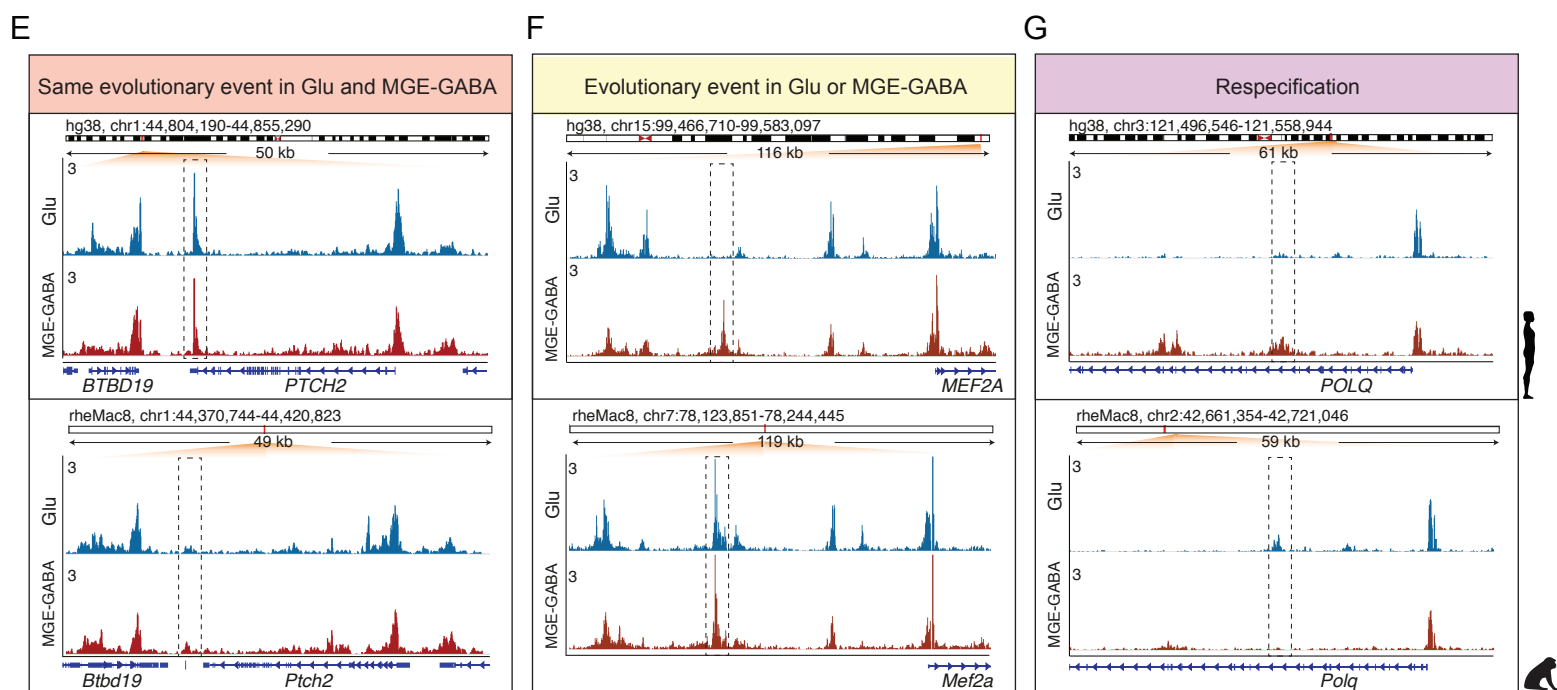 E
Same evolutionary event in Glu and MGE-GABA
hg38, chr1:44,804,190-44,855,290
50 kb
3
Glu
3
MGE-GABA
BTBD19 PTCH2
rheMac8, chr1:44,370,744-44,420,823
49 kb
3
Glu
3
MGE-GABA
Btbd19 Ptch2
F
Evolutionary event in Glu or MGE-GABA
hg38, chr15:99,466,710-99,583,097
116 kb
3
Glu
3
MGE-GABA
MEF2A
rheMac8, chr7:78,123,851-78,244,445
119 kb
3
Glu
3
MGE-GABA
Mef2a
G
Respecification
hg38, chr3:121,496,546-121,558,944
61 kb
3
Glu
3
MGE-GABA
POLQ
rheMac8, chr2:42,661,354-42,721,046
59 kb
3
Glu
3
MGE-GABA
Polq